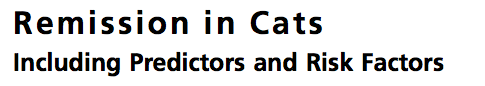 Remission in Cats
Including Predictors and Risk Factors